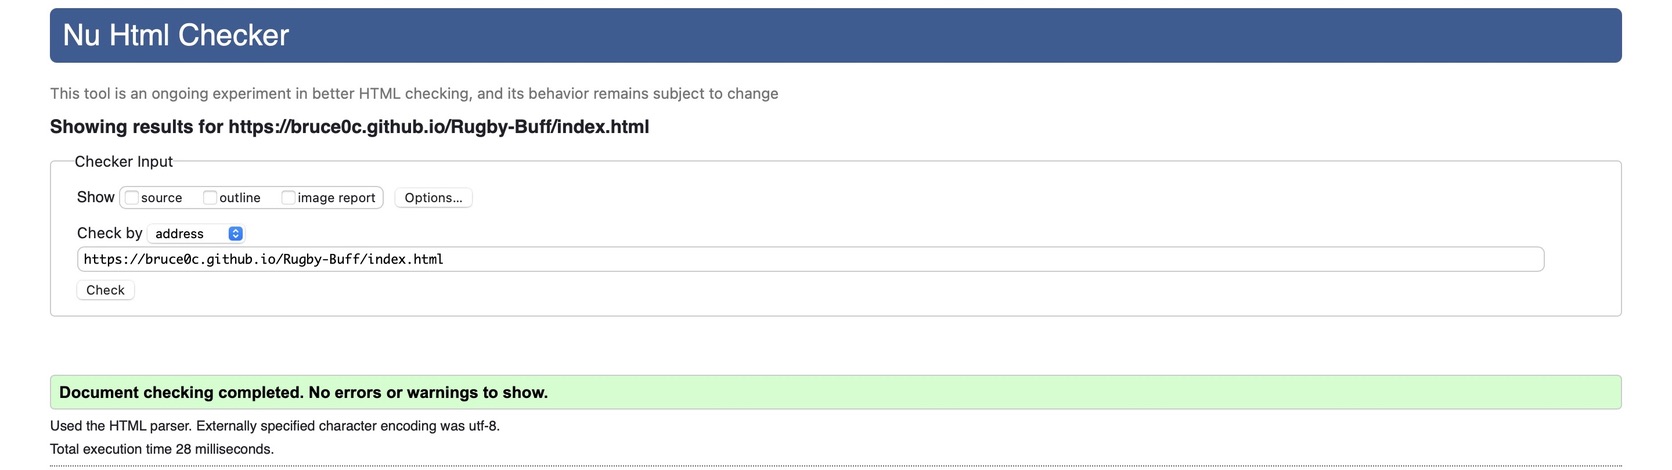 Nu Html Checker
This tool is an ongoing experiment in better HTML checking, and its behavior remains subject to change
Showing results for https://bruce0c.github.io/Rugby-Buff/index.html
Checker Input
Show source outline image report Options...
Check by address
https://bruce0c.github.io/Rugby-Buff/index.html
Check
Document checking completed. No errors or warnings to show.
Used the HTML parser. Externally specified character encoding was utf-8.
Total execution time 28 milliseconds.